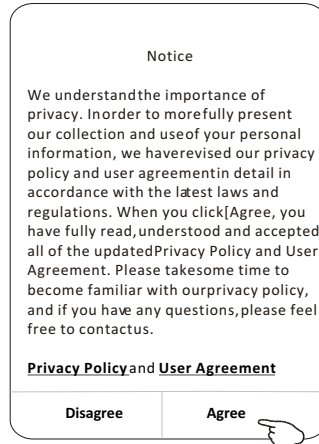 Notice
We understandthe importance of
privacy. Inorder to morefully present
our collection and useof your personal
information, we haverevised our privacy
policy and user agreementin detail in
accordance with the latest laws and
regulations. When you click[Agree, you
have fully read,understood and accepted
all of the updatedPrivacy Policy and User
Agreement. Please takesome time to
become familiar with ourprivacy policy,
and if you have any questions,please feel
free to contactus.
Privacy Policy and User Agreement
Disagree Agree